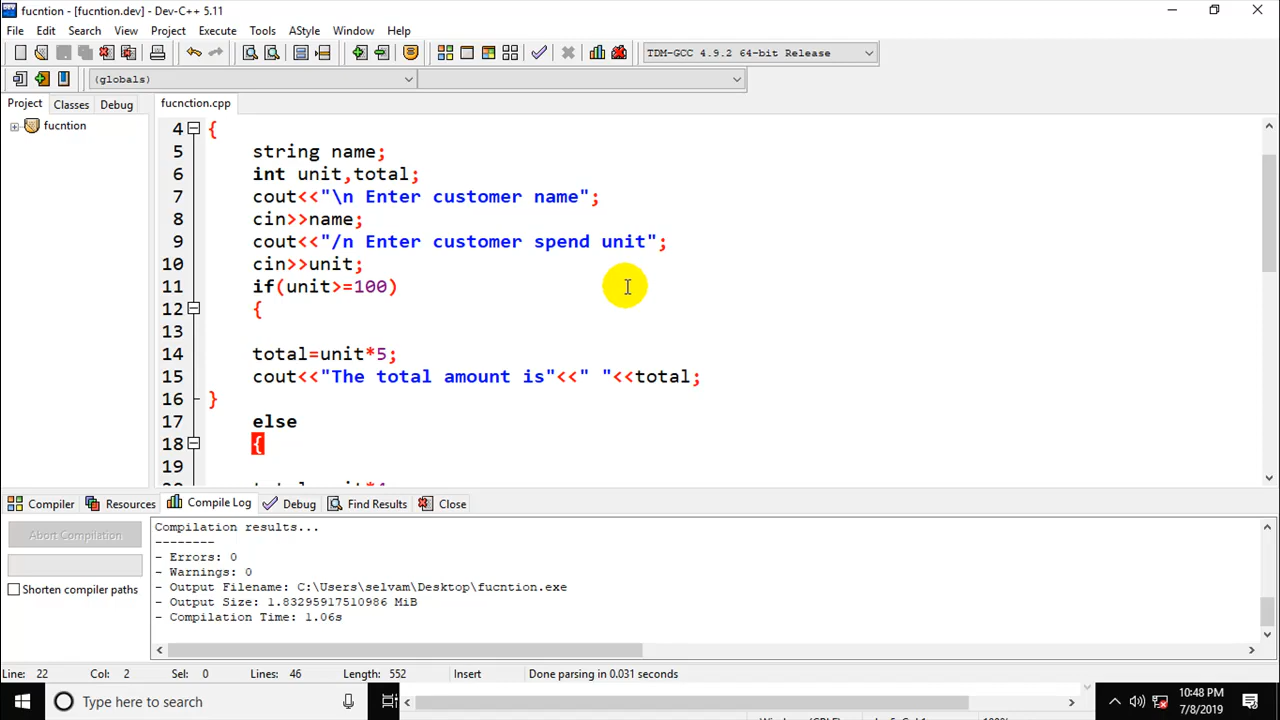 fucntion - [fucntion.dev] - Dev-C++ 5.11
File Edit Search View Project Execute Tools AStyle Window Help
TDM-GCC 4.9.2 64-bit Release
(globals)
Project Classes Debug fucnction.cpp
fucntion
4 {
5 string name;
6 int unit,total;
7 cout<<"\n Enter customer name";
8 cin>>name;
9 cout<<"/n Enter customer spend unit";
10 cin>>unit;
11 if(unit>=100)
12 {
13
14 total=unit*5;
15 cout<<"The total amount is"<<" "<<total;
16 }
17 else
18 {
19
Compiler Resources Compile Log Debug Find Results Close
Abort Compilation
Shorten compiler paths
Compilation results...
--------
- Errors: 0
- Warnings: 0
- Output Filename: C:\Users\selvam\Desktop\fucntion.exe
- Output Size: 1.83295917510986 MiB
- Compilation Time: 1.06s
Line: 22 Col: 2 Sel: 0 Lines: 46 Length: 552 Insert Done parsing in 0.031 seconds
Type here to search
10:48 PM
7/8/2019